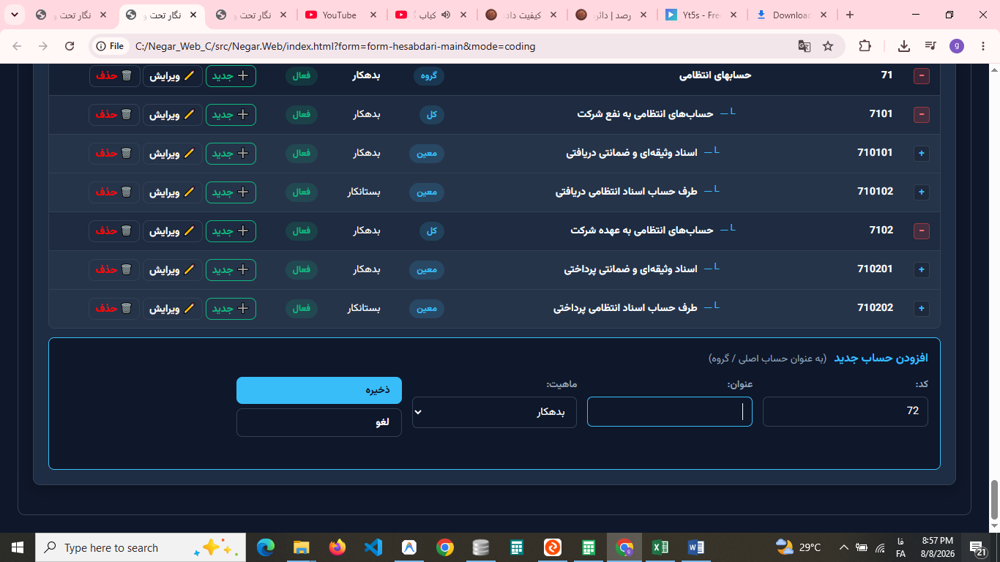 نگار تحت و
نگار تحت و
نگار تحت و
YouTube
کباب
کیفیت داد
رصد | دائر
Yt5s - Fre
Download
File
C:/Negar_Web_C/src/Negar.Web/index.html?form=form-hesabdari-main&mode=coding
g
− 71 حسابهای انتظامی گروه بدهکار فعال جدید ویرایش حذف
− 7101 حساب‌های انتظامی به نفع شرکت کل بدهکار فعال جدید ویرایش حذف
+ 710101 اسناد وثیقه‌ای و ضمانتی دریافتی معین بدهکار فعال جدید ویرایش حذف
+ 710102 طرف حساب اسناد انتظامی دریافتی معین بستانکار فعال جدید ویرایش حذف
− 7102 حساب‌های انتظامی به عهده شرکت کل بدهکار فعال جدید ویرایش حذف
+ 710201 اسناد وثیقه‌ای و ضمانتی پرداختی معین بدهکار فعال جدید ویرایش حذف
+ 710202 طرف حساب اسناد انتظامی پرداختی معین بستانکار فعال جدید ویرایش حذف
افزودن حساب جدید (به عنوان حساب اصلی / گروه)
کد: عنوان: ماهیت:
72 بدهکار ذخیره
لغو
Type here to search
29°C
فا
FA
8:57 PM
8/8/2026
21